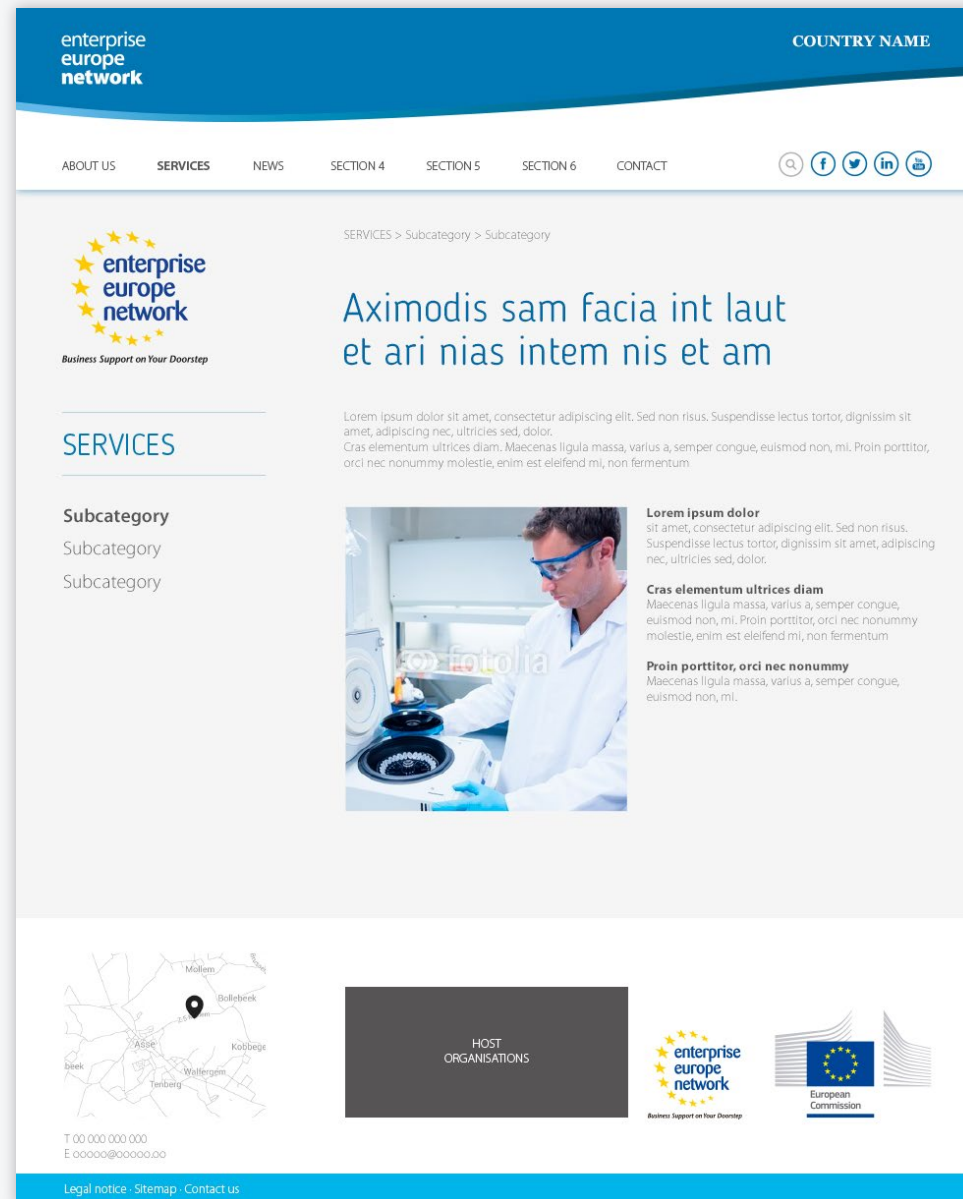 enterprise
europe
network
COUNTRY NAME
ABOUT US SERVICES NEWS SECTION 4 SECTION 5 SECTION 6 CONTACT
f in You Tube
enterprise
europe
network
Business Support on Your Doorstep
SERVICES
Subcategory
Subcategory
Subcategory
SERVICES > Subcategory > Subcategory
Aximodis sam facia int laut
et ari nias intem nis et am
Lorem ipsum dolor sit amet, consectetur adipiscing elit. Sed non risus. Suspendisse lectus tortor, dignissim sit
amet, adipiscing nec, ultricies sed, dolor.
Cras elementum ultrices diam. Maecenas ligula massa, varius a, semper congue, euismod non, mi. Proin porttitor,
orci nec nonummy molestie, enim est eleifend mi, non fermentum
fotolia
Lorem ipsum dolor
sit amet, consectetur adipiscing elit. Sed non risus.
Suspendisse lectus tortor, dignissim sit amet, adipiscing
nec, ultricies sed, dolor.
Cras elementum ultrices diam
Maecenas ligula massa, varius a, semper congue,
euismod non, mi. Proin porttitor, orci nec nonummy
molestie, enim est eleifend mi, non fermentum
Proin porttitor, orci nec nonummy
Maecenas ligula massa, varius a, semper congue,
euismod non, mi.
Mollem
Bollebeek
Asse
Kobbege
beek
Walfergem
Tenberg
T 00 000 000 000
E ooooo@ooooo.oo
HOST
ORGANISATIONS
enterprise
europe
network
Business Support on Your Doorstep
European
Commission
Legal notice · Sitemap · Contact us